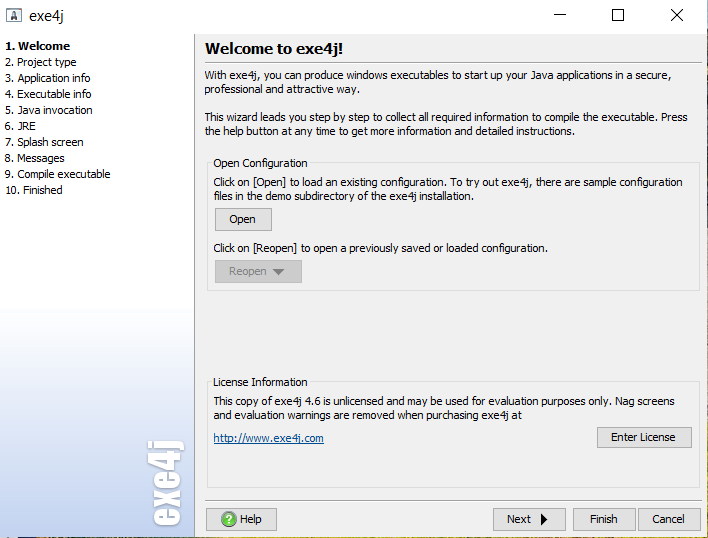 exe4j
1. Welcome
2. Project type
3. Application info
4. Executable info
5. Java invocation
6. JRE
7. Splash screen
8. Messages
9. Compile executable
10. Finished
exe4j
Welcome to exe4j!
With exe4j, you can produce windows executables to start up your Java applications in a secure,
professional and attractive way.
This wizard leads you step by step to collect all required information to compile the executable. Press
the help button at any time to get more information and detailed instructions.
Open Configuration
Click on [Open] to load an existing configuration. To try out exe4j, there are sample configuration
files in the demo subdirectory of the exe4j installation.
Open
Click on [Reopen] to open a previously saved or loaded configuration.
Reopen
License Information
This copy of exe4j 4.6 is unlicensed and may be used for evaluation purposes only. Nag screens
and evaluation warnings are removed when purchasing exe4j at
http://www.exe4j.com
Enter License
? Help
Next
Finish
Cancel